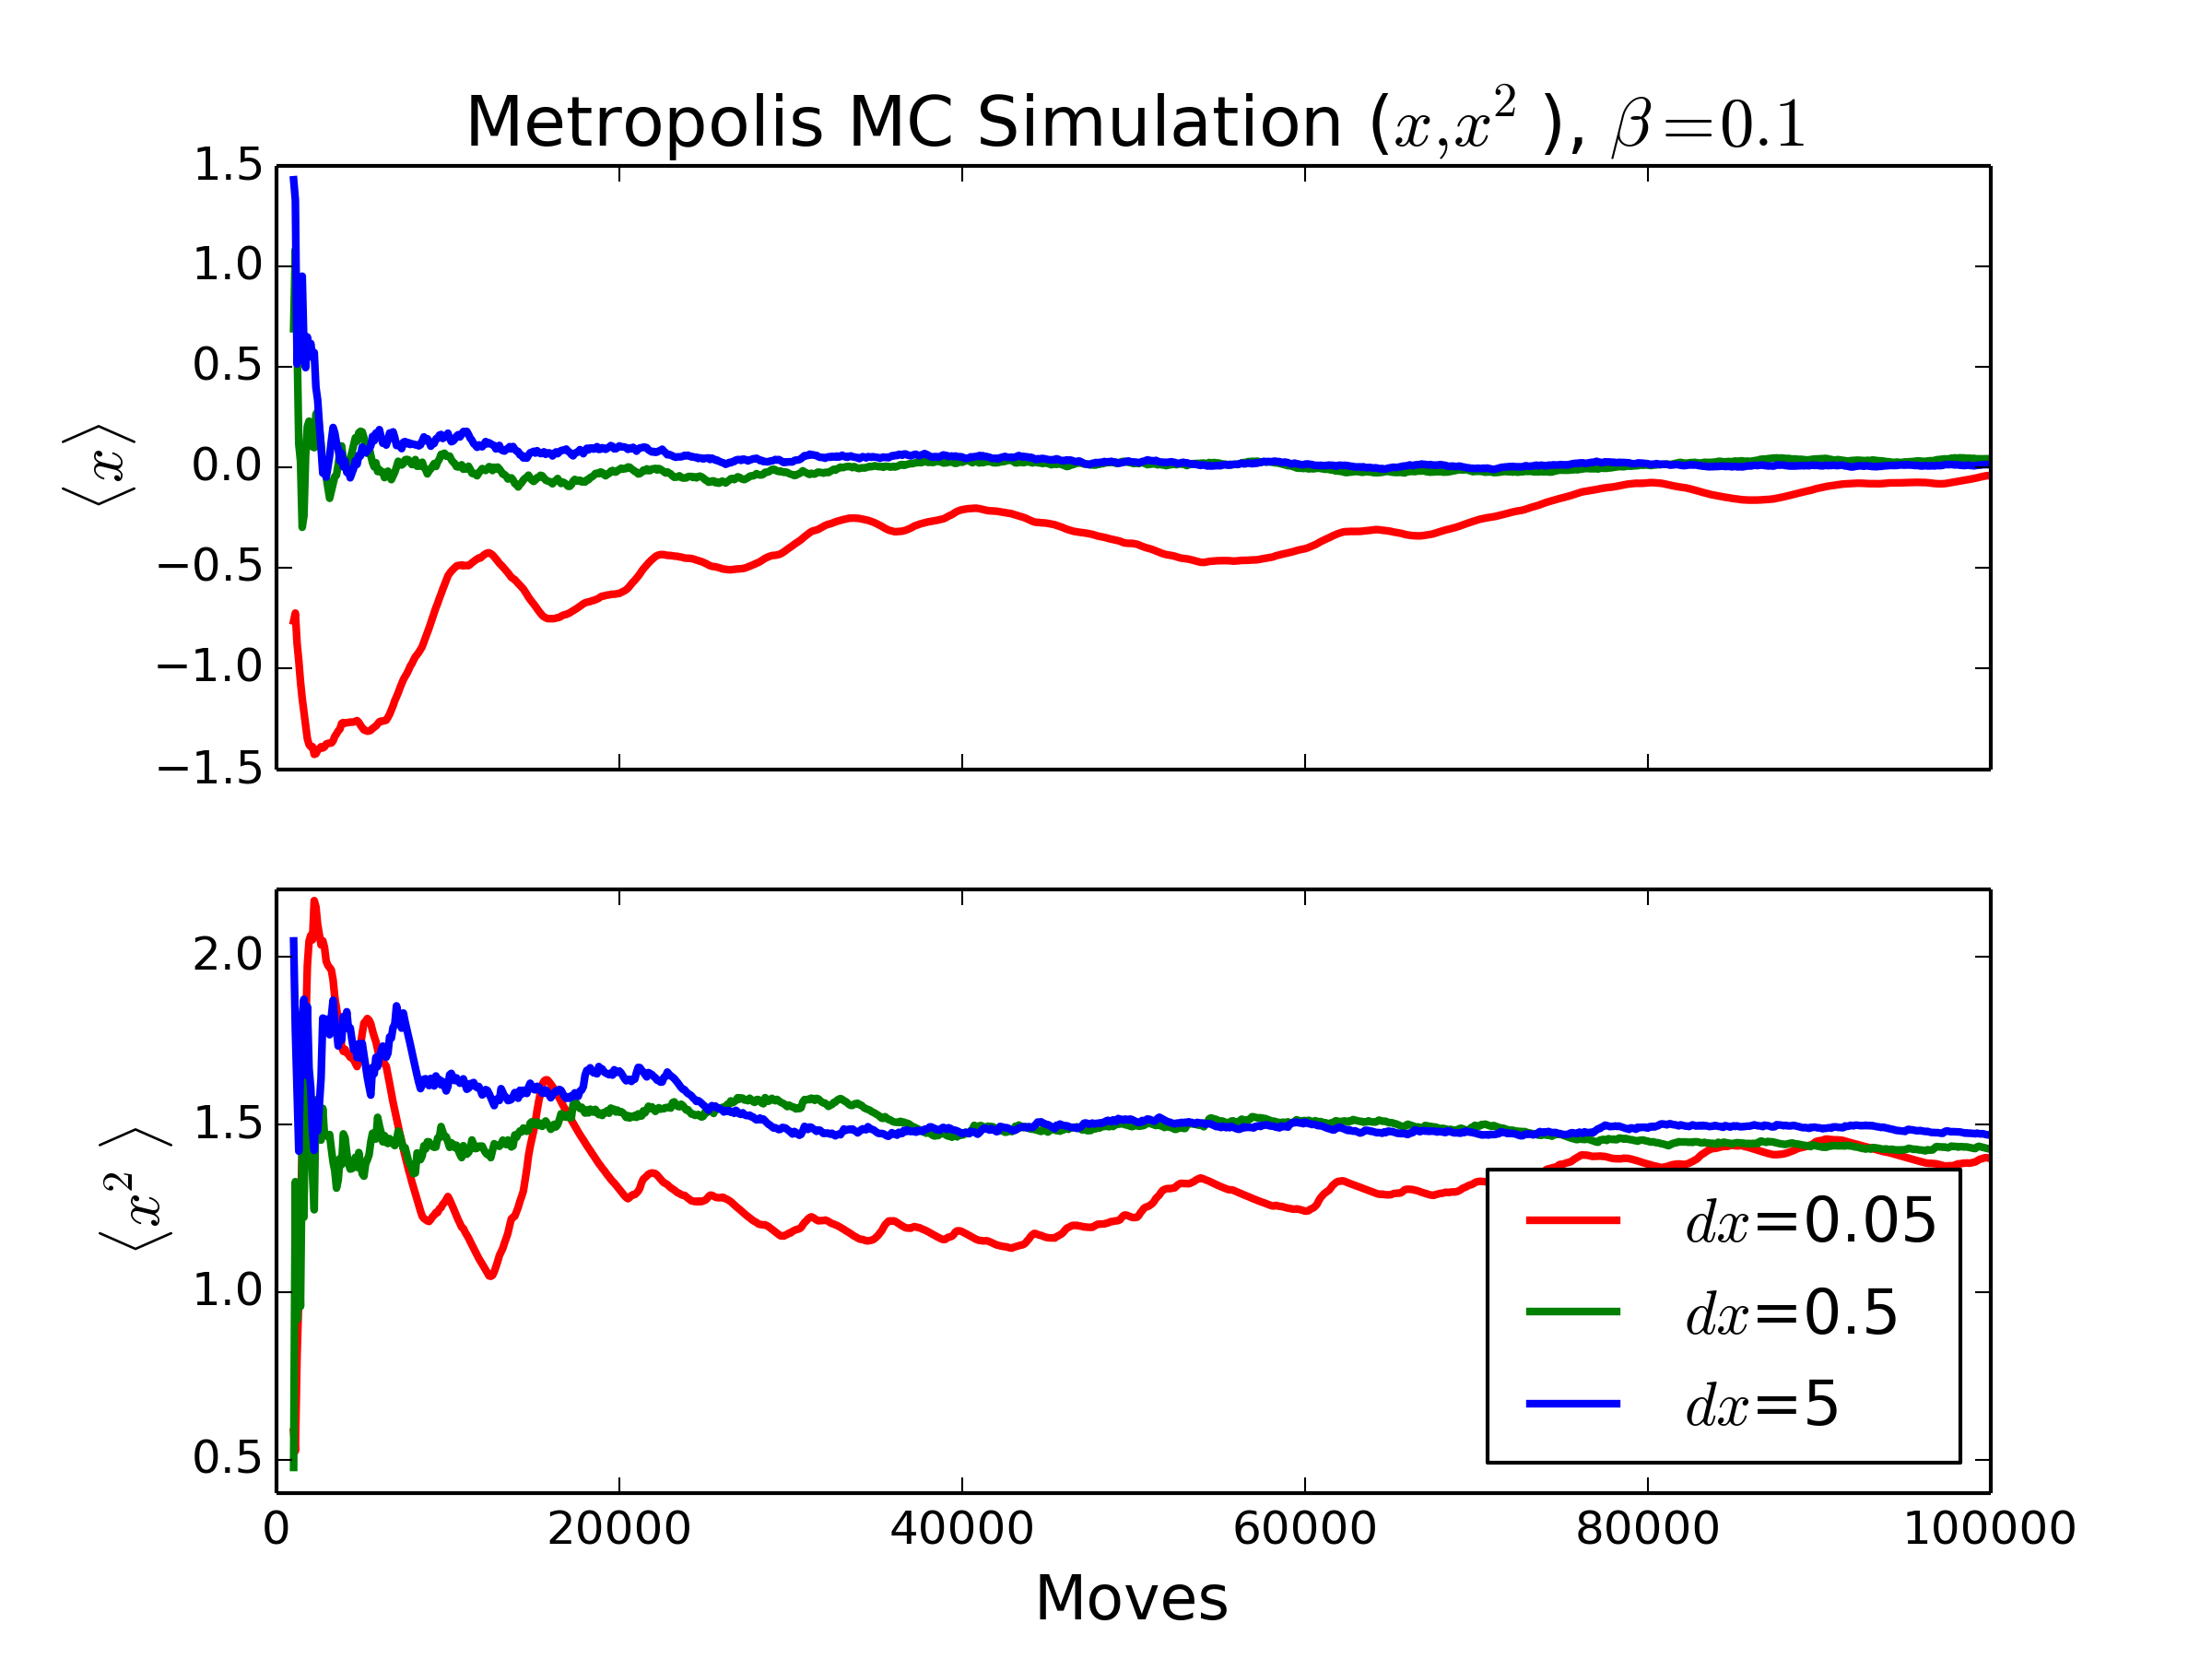 Metropolis MC Simulation (x,x²), β=0.1
1.5
1.0
0.5
0.0
−0.5
−1.0
−1.5
⟨x⟩
2.0
1.5
1.0
0.5
⟨x²⟩
dx=0.05
dx=0.5
dx=5
0 20000 40000 60000 80000 100000
Moves